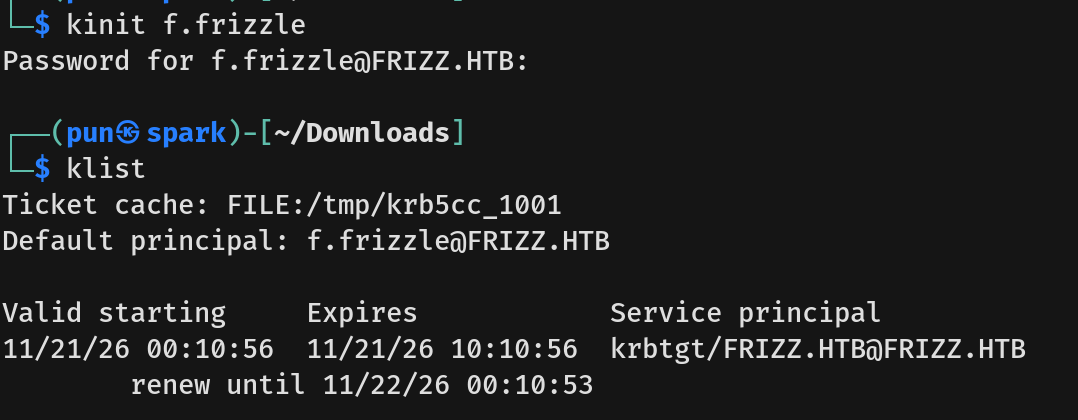 └─$ kinit f.frizzle
Password for f.frizzle@FRIZZ.HTB:
┌──(pun㉿spark)-[~/Downloads]
└─$ klist
Ticket cache: FILE:/tmp/krb5cc_1001
Default principal: f.frizzle@FRIZZ.HTB
Valid starting     Expires            Service principal
11/21/26 00:10:56  11/21/26 10:10:56  krbtgt/FRIZZ.HTB@FRIZZ.HTB
        renew until 11/22/26 00:10:53